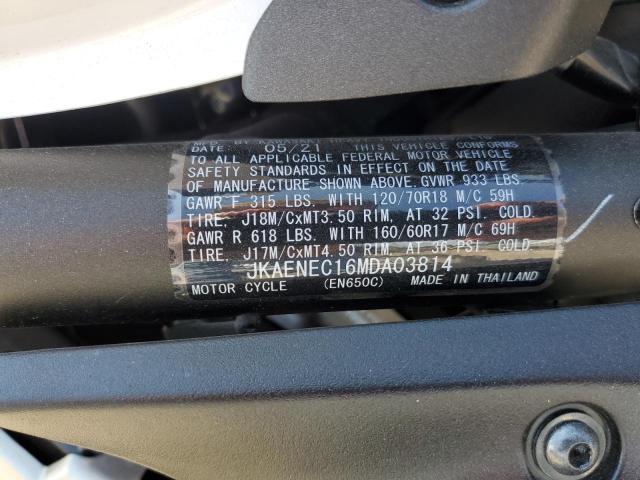 DATE 05/21 THIS VEHICLE CONFORMS
TO ALL APPLICABLE FEDERAL MOTOR VEHICLE
SAFETY STANDARDS IN EFFECT ON THE DATE
OF MANUFACTURE SHOWN ABOVE. GVWR 933 LBS
GAWR F 315 LBS. WITH 120/70R18 M/C 59H
TIRE. J18M/CxMT3.50 RIM. AT 32 PSI. COLD.
GAWR R 618 LBS. WITH 160/60R17 M/C 69H
TIRE. J17M/CxMT4.50 RIM. AT 36 PSI. COLD.
JKAENEC16MDA03814
MOTOR CYCLE (EN650C) MADE IN THAILAND